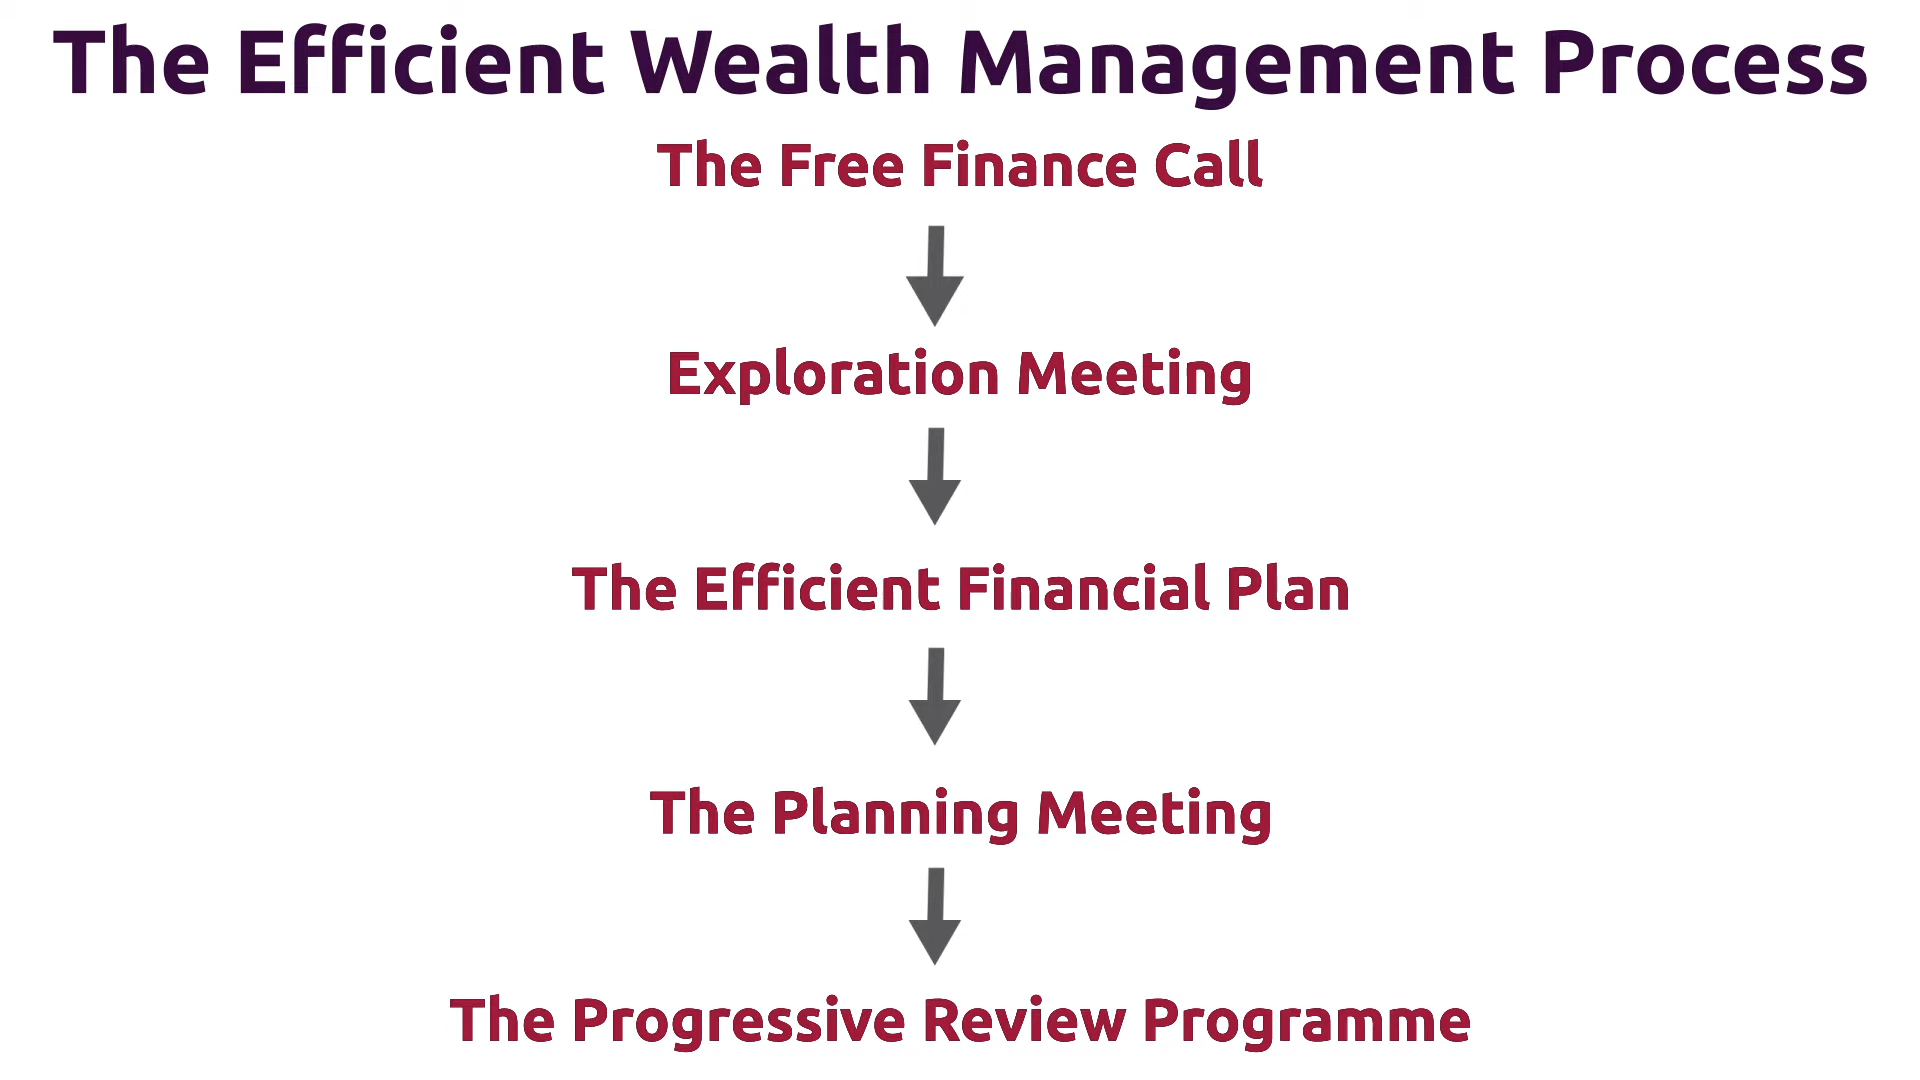 The Efficient Wealth Management Process
The Free Finance Call
Exploration Meeting
The Efficient Financial Plan
The Planning Meeting
The Progressive Review Programme